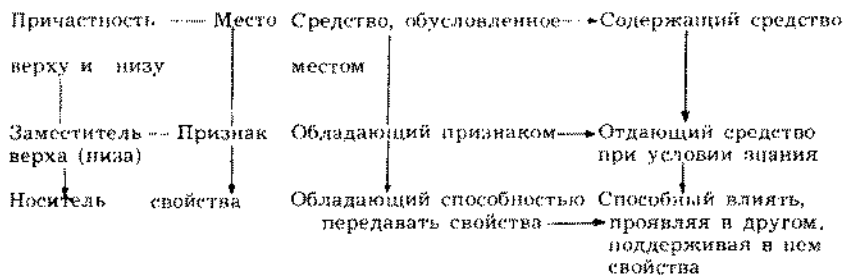 Причастность — Место Средство, обусловленное → Содержащий средство
верху и низу местом
Заместитель — Признак Обладающий признаком → Отдающий средство
верха (низа) при условии знания
Носитель свойства Обладающий способностью Способный влиять,
передавать свойства → проявляя в другом,
поддерживая в нем
свойства